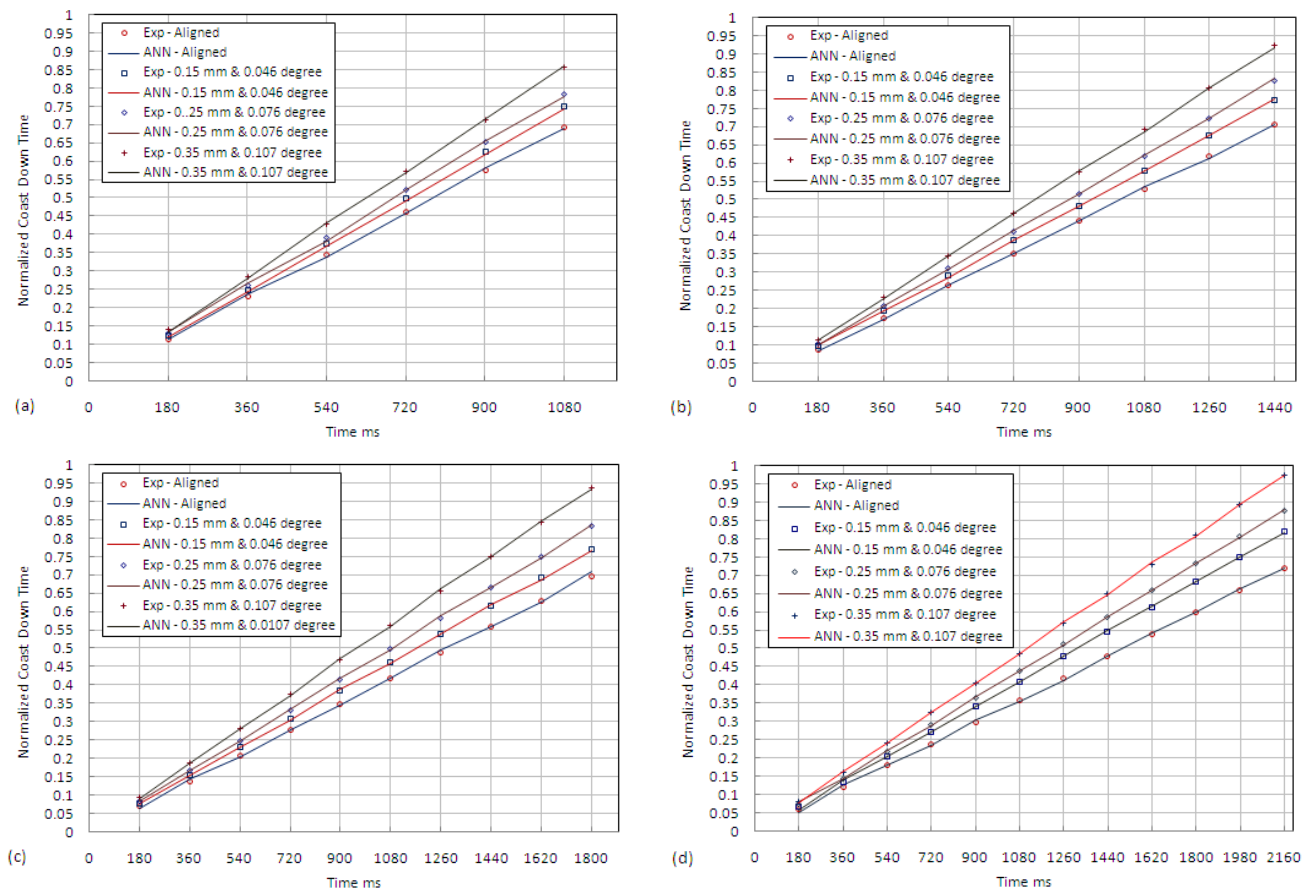 Normalized Coast Down Time
1
0.95
0.9
0.85
0.8
0.75
0.7
0.65
0.6
0.55
0.5
0.45
0.4
0.35
0.3
0.25
0.2
0.15
0.1
0.05
0
Exp - Aligned
ANN - Aligned
Exp - 0.15 mm & 0.046 degree
ANN - 0.15 mm & 0.046 degree
Exp - 0.25 mm & 0.076 degree
ANN - 0.25 mm & 0.076 degree
Exp - 0.35 mm & 0.107 degree
ANN - 0.35 mm & 0.107 degree
(a) 0 180 360 540 720 900 1080
Time ms
Normalized Coast Down Time
1
0.95
0.9
0.85
0.8
0.75
0.7
0.65
0.6
0.55
0.5
0.45
0.4
0.35
0.3
0.25
0.2
0.15
0.1
0.05
0
Exp - Aligned
ANN - Aligned
Exp - 0.15 mm & 0.046 degree
ANN - 0.15 mm & 0.046 degree
Exp - 0.25 mm & 0.076 degree
ANN - 0.25 mm & 0.076 degree
Exp - 0.35 mm & 0.107 degree
ANN - 0.35 mm & 0.107 degree
(b) 0 180 360 540 720 900 1080 1260 1440
Time ms
Normalized Coast Down Time
1
0.95
0.9
0.85
0.8
0.75
0.7
0.65
0.6
0.55
0.5
0.45
0.4
0.35
0.3
0.25
0.2
0.15
0.1
0.05
0
Exp - Aligned
ANN - Aligned
Exp - 0.15 mm & 0.046 degree
ANN - 0.15 mm & 0.046 degree
Exp - 0.25 mm & 0.076 degree
ANN - 0.25 mm & 0.076 degree
Exp - 0.35 mm & 0.107 degree
ANN - 0.35 mm & 0.0107 degree
(c) 0 180 360 540 720 900 1080 1260 1440 1620 1800
Time ms
Normalized Coast Down Time
1
0.95
0.9
0.85
0.8
0.75
0.7
0.65
0.6
0.55
0.5
0.45
0.4
0.35
0.3
0.25
0.2
0.15
0.1
0.05
0
Exp - Aligned
ANN - Aligned
Exp - 0.15 mm & 0.046 degree
ANN - 0.15 mm & 0.046 degree
Exp - 0.25 mm & 0.076 degree
ANN - 0.25 mm & 0.076 degree
Exp - 0.35 mm & 0.107 degree
ANN - 0.35 mm & 0.107 degree
(d) 0 180 360 540 720 900 1080 1260 1440 1620 1800 1980 2160
Time ms